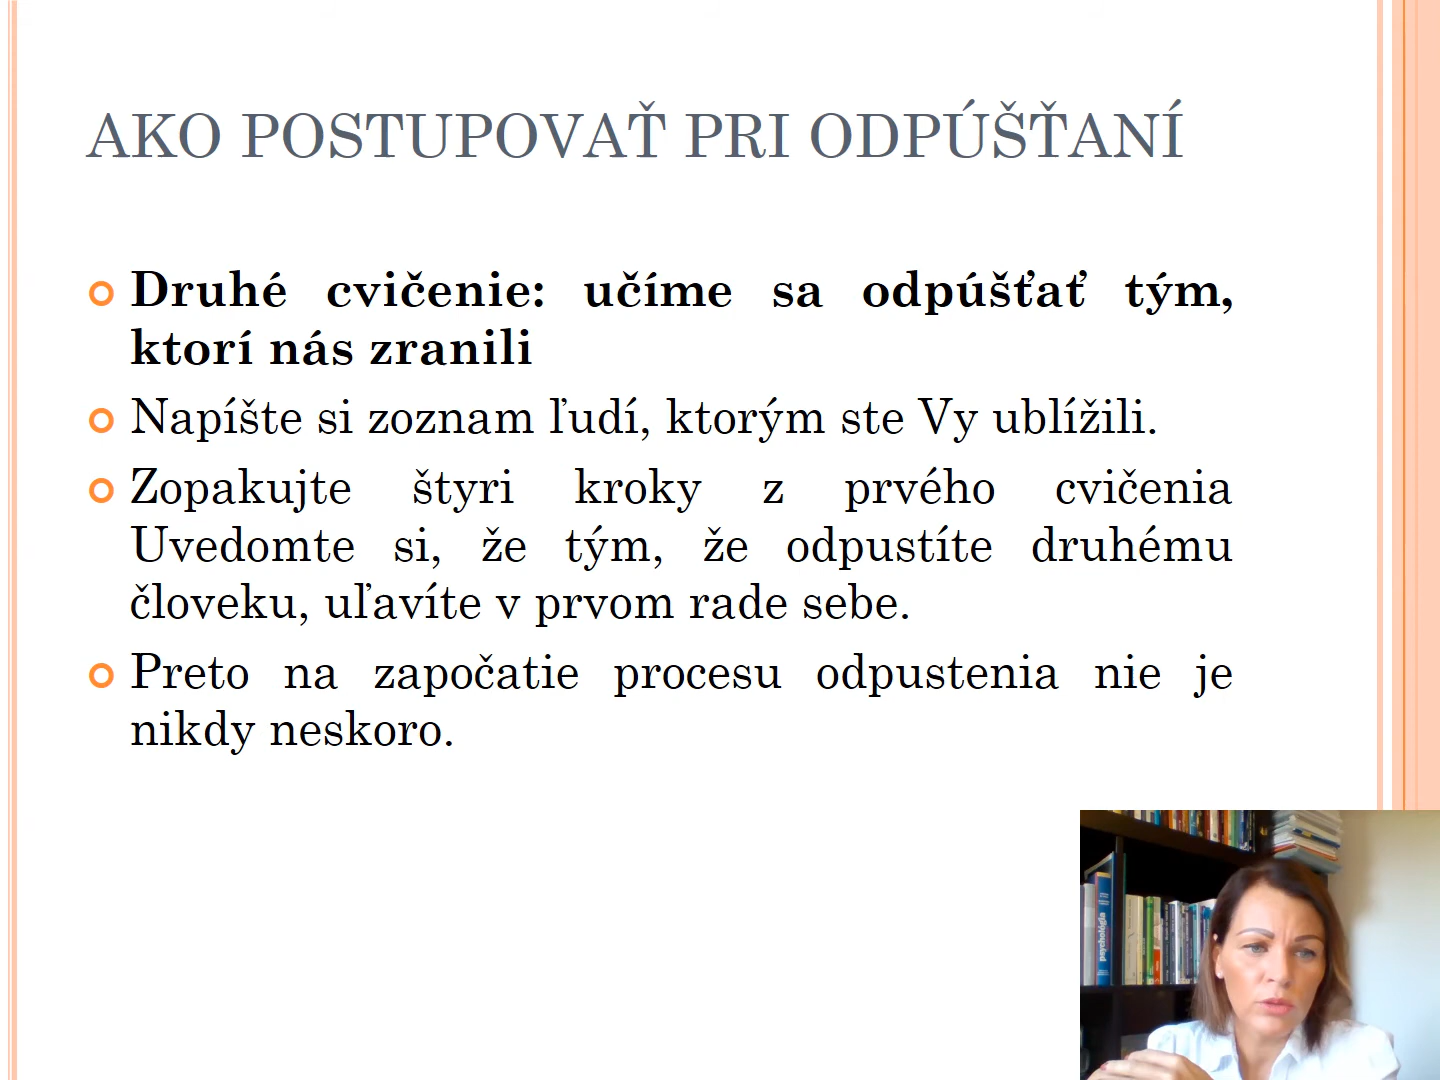 AKO POSTUPOVAŤ PRI ODPÚŠŤANÍ
Druhé cvičenie: učíme sa odpúšťať tým,
ktorí nás zranili
Napíšte si zoznam ľudí, ktorým ste Vy ublížili.
Zopakujte štyri kroky z prvého cvičenia
Uvedomte si, že tým, že odpustíte druhému
človeku, uľavíte v prvom rade sebe.
Preto na započatie procesu odpustenia nie je
nikdy neskoro.
psychológia